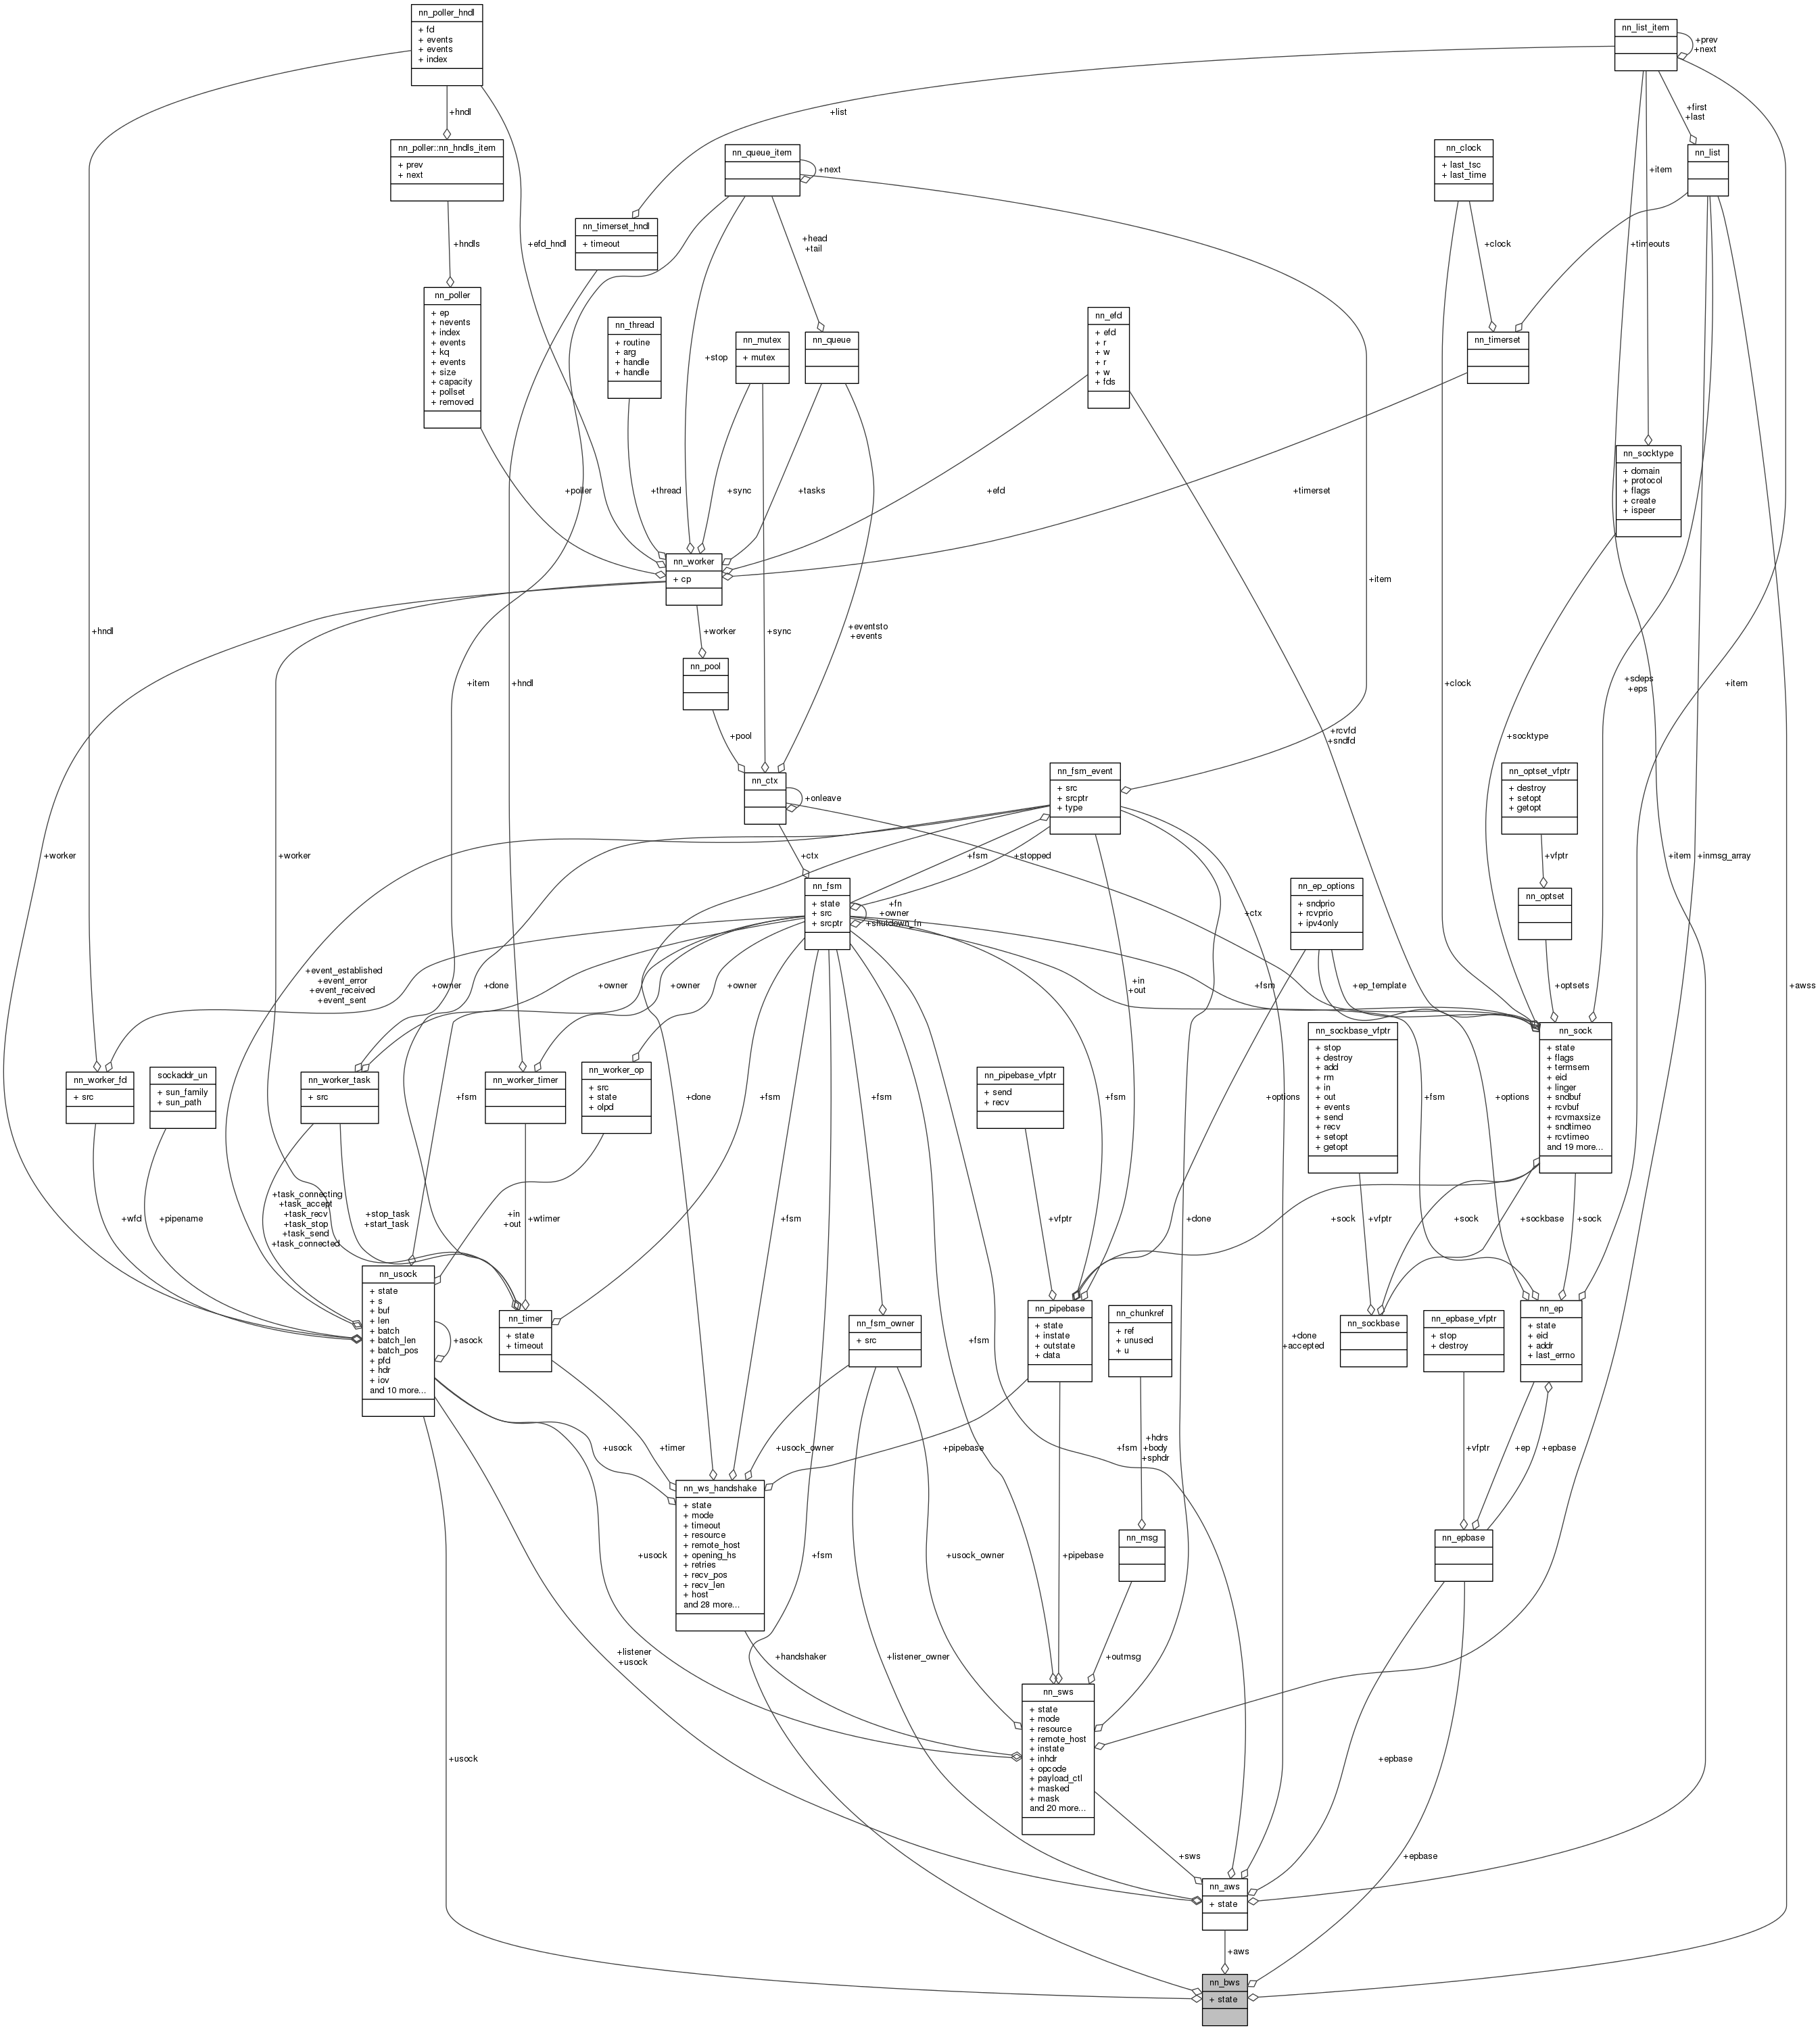 nn_poller_hndl
+ fd
+ events
+ events
+ index
nn_list_item
+prev
+next
+hndl
+list
+first
+last
nn_poller::nn_hndls_item
+ prev
+ next
nn_queue_item
+next
nn_clock
+ last_tsc
+ last_time
+item
nn_list
+hndls
+efd_hndl
nn_timerset_hndl
+ timeout
+head
+tail
+clock
+timeouts
nn_poller
+ ep
+ nevents
+ index
+ events
+ kq
+ events
+ size
+ capacity
+ pollset
+ removed
nn_thread
+ routine
+ arg
+ handle
+ handle
+stop
nn_mutex
+ mutex
nn_queue
nn_efd
+ efd
+ r
+ w
+ r
+ w
+ fds
nn_timerset
nn_socktype
+ domain
+ protocol
+ flags
+ create
+ ispeer
+poller
+thread
+sync
+tasks
+efd
+timerset
nn_worker
+ cp
+item
+hndl
+worker
+sync
+eventsto
+events
nn_pool
+item
+hndl
+clock
+sdeps
+eps
+item
+pool
+rcvfd
+sndfd
+socktype
nn_ctx
+onleave
nn_fsm_event
+ src
+ srcptr
+ type
nn_optset_vfptr
+ destroy
+ setopt
+ getopt
+worker
+worker
+ctx
+fsm
+stopped
+vfptr
+item
+inmsg_array
nn_fsm
+ state
+ src
+ srcptr
+fn
+owner
+shutdown_fn
+ctx
nn_ep_options
+ sndprio
+ rcvprio
+ ipv4only
nn_optset
+event_established
+event_error
+event_received
+event_sent
+owner
+done
+owner
+owner
+owner
+in
+out
+fsm
+ep_template
+optsets
+awss
nn_worker_fd
+ src
sockaddr_un
+ sun_family
+ sun_path
nn_worker_task
+ src
+fsm
nn_worker_timer
nn_worker_op
+ src
+ state
+ olpd
+done
+fsm
nn_pipebase_vfptr
+ send
+ recv
+fsm
+options
nn_sockbase_vfptr
+ stop
+ destroy
+ add
+ rm
+ in
+ out
+ events
+ send
+ recv
+ setopt
+ getopt
+fsm
+options
nn_sock
+ state
+ flags
+ termsem
+ eid
+ linger
+ sndbuf
+ rcvbuf
+ rcvmaxsize
+ sndtimeo
+ rcvtimeo
and 19 more...
+wfd
+pipename
+task_connecting
+task_accept
+task_recv
+task_stop
+task_send
+task_connected
+stop_task
+start_task
+wtimer
+in
+out
+fsm
+vfptr
+done
+sock
+vfptr
+sock
+sockbase
+sock
nn_usock
+ state
+ s
+ buf
+ len
+ batch
+ batch_len
+ batch_pos
+ pfd
+ hdr
+ iov
and 10 more...
+asock
nn_timer
+ state
+ timeout
nn_fsm_owner
+ src
+fsm
nn_pipebase
+ state
+ instate
+ outstate
+ data
nn_chunkref
+ ref
+ unused
+ u
+done
+accepted
nn_sockbase
nn_epbase_vfptr
+ stop
+ destroy
nn_ep
+ state
+ eid
+ addr
+ last_errno
+usock
+timer
+usock_owner
+pipebase
+fsm
+hdrs
+body
+sphdr
+vfptr
+ep
+epbase
nn_ws_handshake
+ state
+ mode
+ timeout
+ resource
+ remote_host
+ opening_hs
+ retries
+ recv_pos
+ recv_len
+ host
and 28 more...
+usock
+fsm
+usock_owner
+pipebase
nn_msg
nn_epbase
+listener
+usock
+handshaker
+listener_owner
+outmsg
nn_sws
+ state
+ mode
+ resource
+ remote_host
+ instate
+ inhdr
+ opcode
+ payload_ctl
+ masked
+ mask
and 20 more...
+usock
+epbase
+sws
+epbase
nn_aws
+ state
+aws
nn_bws
+ state